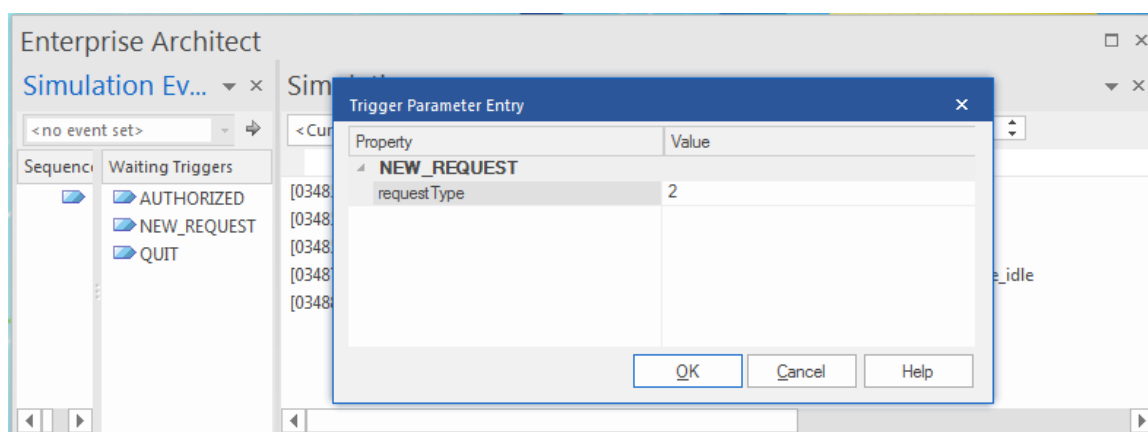 Enterprise Architect
Simulation Ev...
Sim
<no event set>
<Cur
Sequence
Waiting Triggers
AUTHORIZED
NEW_REQUEST
QUIT
[0348
[0348
[0348
[0348
e_idle
[0348
Trigger Parameter Entry
Property
Value
NEW_REQUEST
requestType
2
OK
Cancel
Help